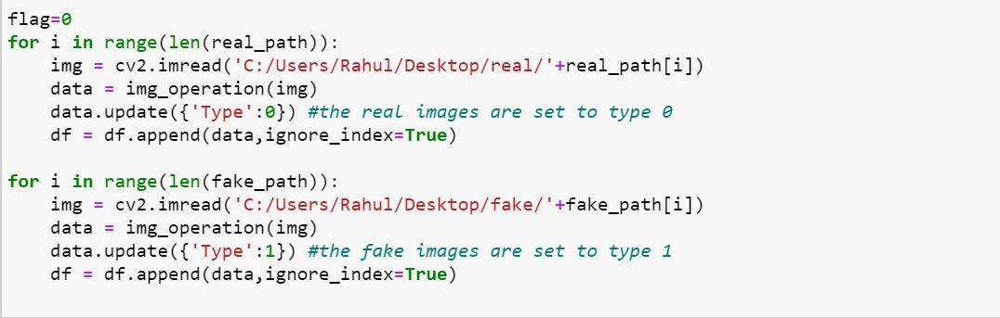 flag=0
for i in range(len(real_path)):
    img = cv2.imread('C:/Users/Rahul/Desktop/real/'+real_path[i])
    data = img_operation(img)
    data.update({'Type':0}) #the real images are set to type 0
    df = df.append(data,ignore_index=True)

for i in range(len(fake_path)):
    img = cv2.imread('C:/Users/Rahul/Desktop/fake/'+fake_path[i])
    data = img_operation(img)
    data.update({'Type':1}) #the fake images are set to type 1
    df = df.append(data,ignore_index=True)